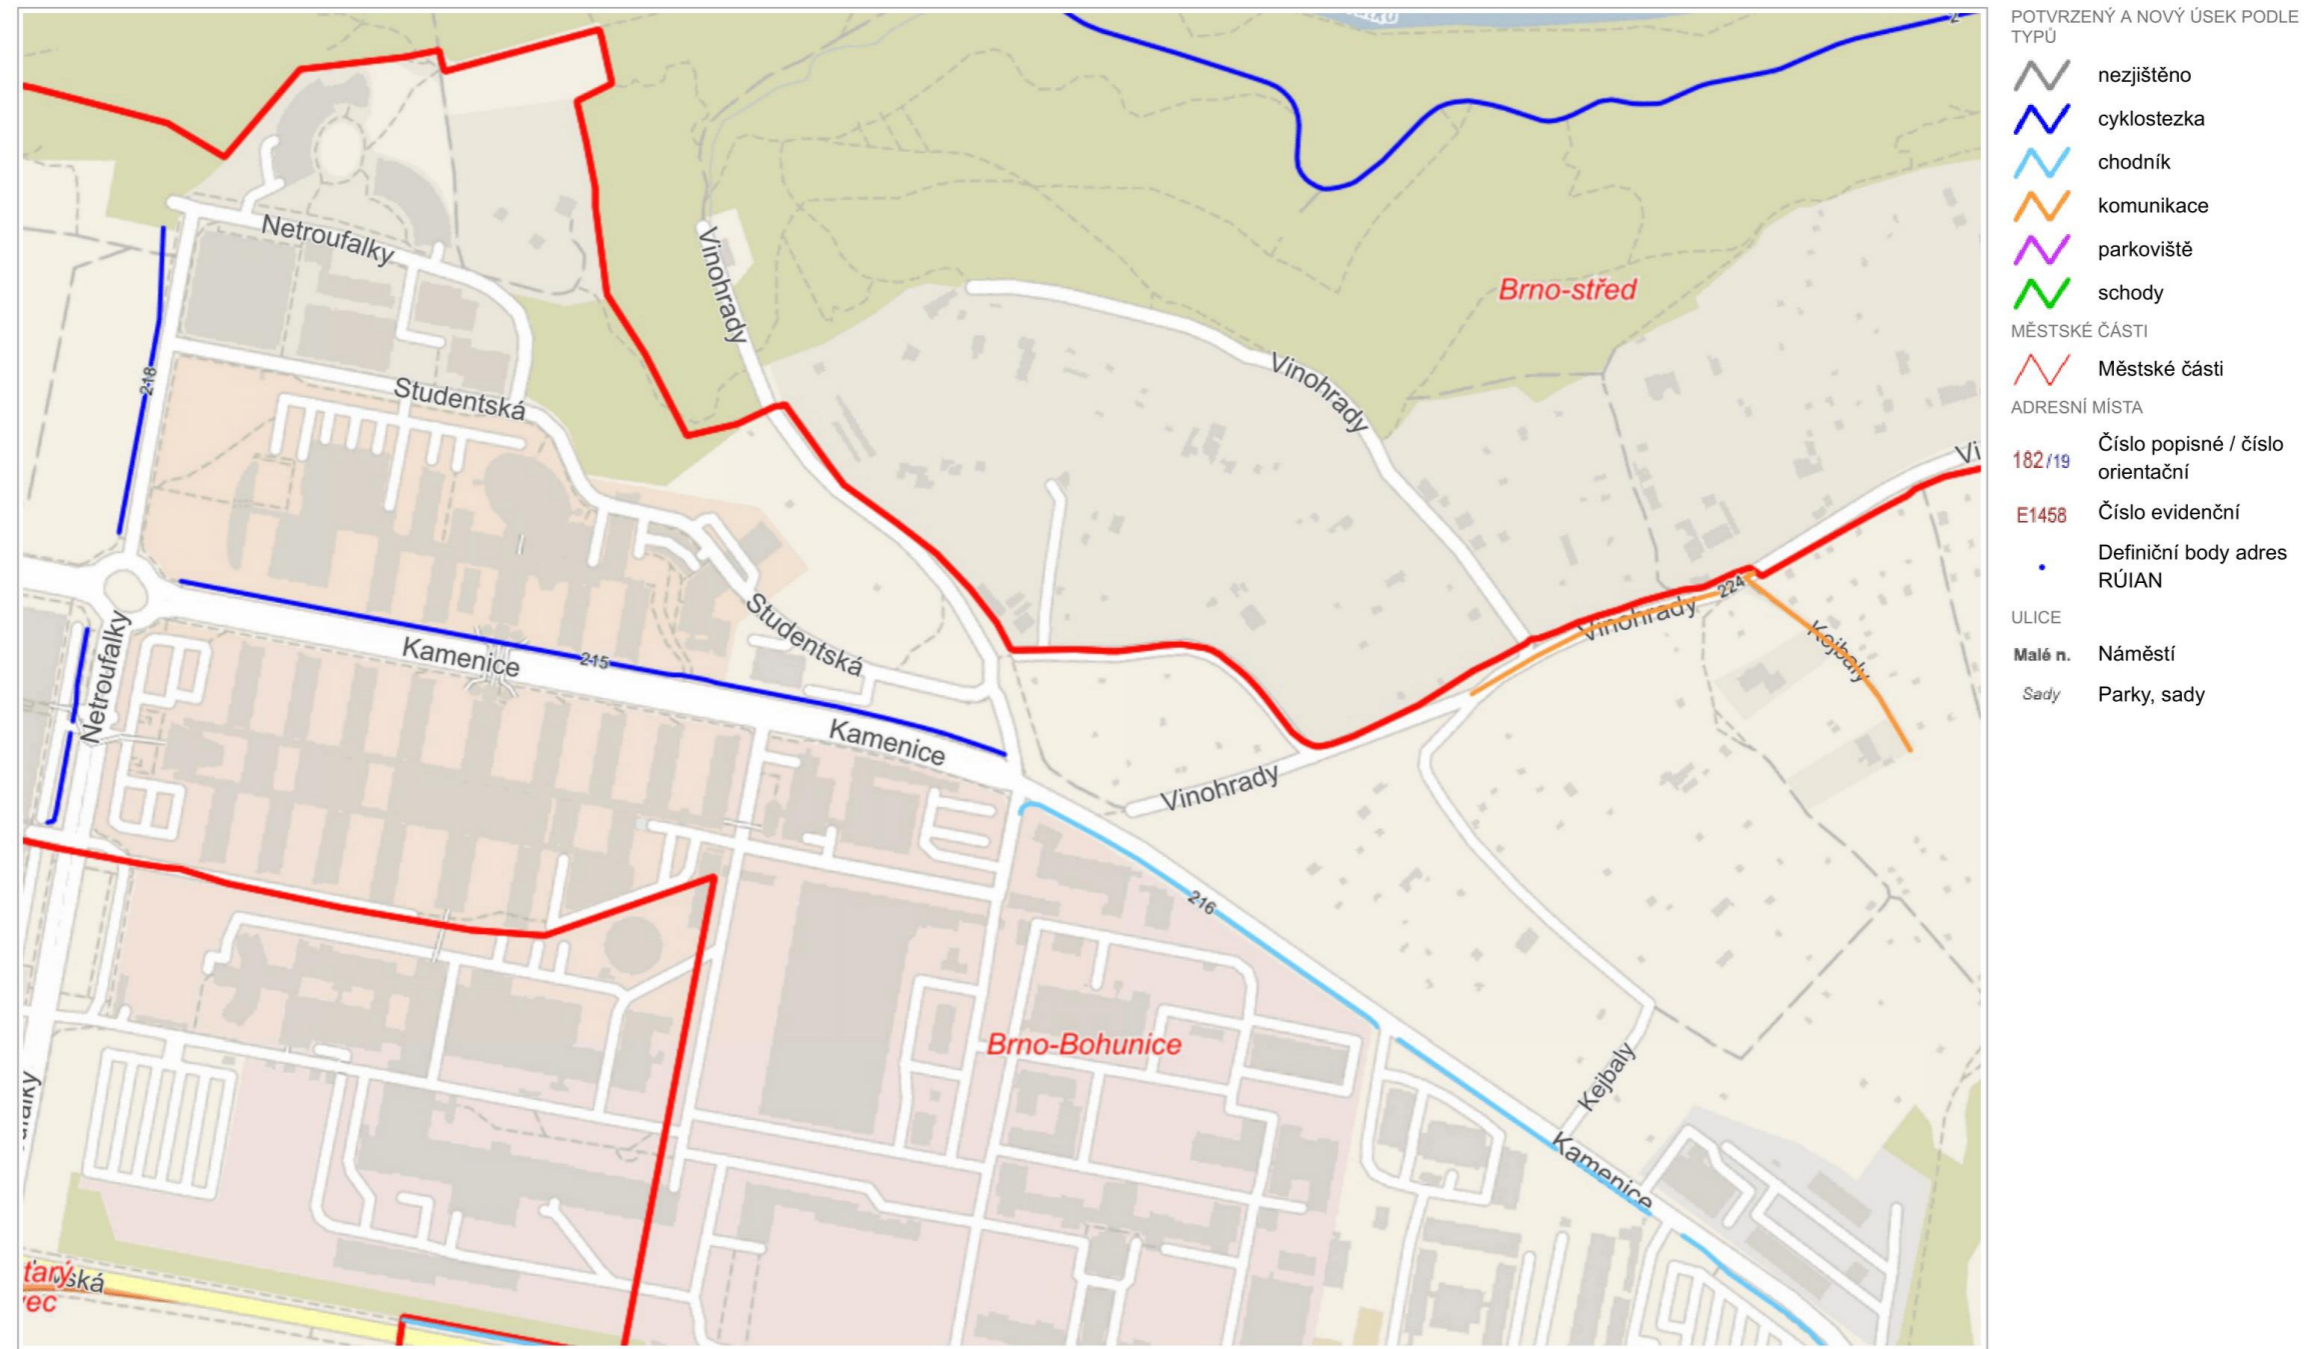 Netroufalky
Vinohrady
Brno-střed
218
Studentská
Vinohrady
Vi
224
Vinohrady
Kejbaly
Netroufalky
Kamenice
215
Studentská
Kamenice
Vinohrady
216
Brno-Bohunice
Kejbaly
Kamenice
POTVRZENÝ A NOVÝ ÚSEK PODLE
TYPŮ
nezjištěno
cyklostezka
chodník
komunikace
parkoviště
schody
MĚSTSKÉ ČÁSTI
Městské části
ADRESNÍ MÍSTA
182/19 Číslo popisné / číslo
orientační
E1458 Číslo evidenční
Definiční body adres
RÚIAN
ULICE
Malé n. Náměstí
Sady Parky, sady